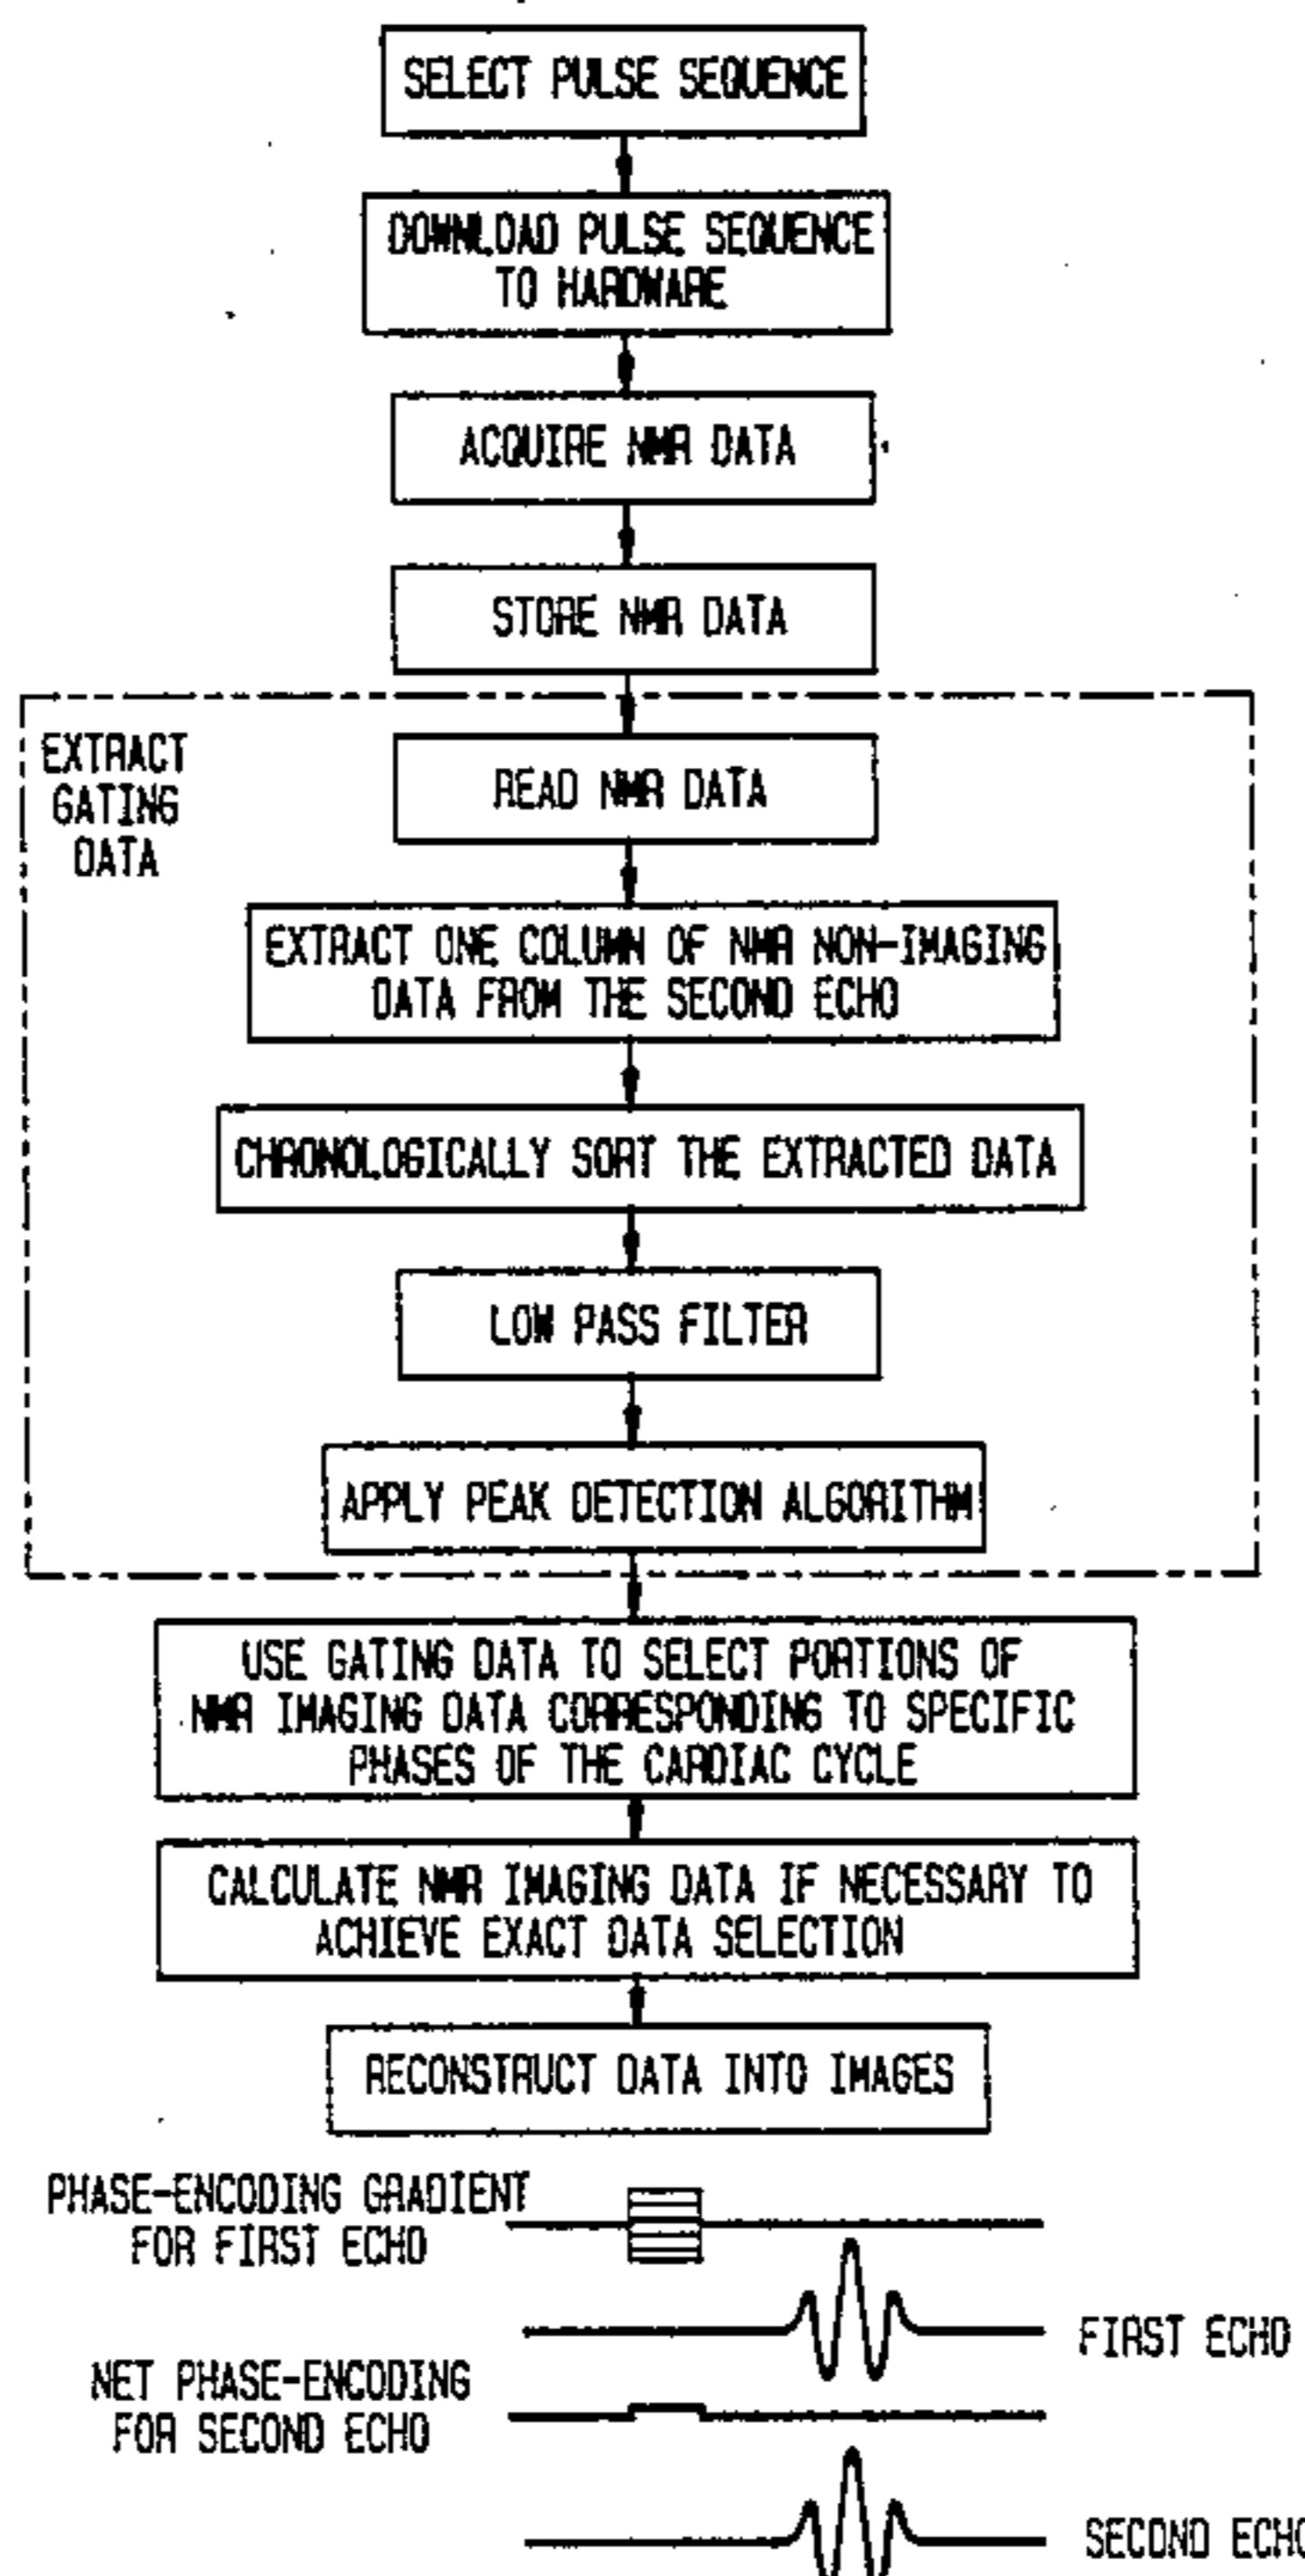 SELECT PULSE SEQUENCE
DOWNLOAD PULSE SEQUENCE
TO HARDWARE
ACQUIRE NMR DATA
STORE NMR DATA
EXTRACT
GATING
DATA
READ NMR DATA
EXTRACT ONE COLUMN OF NMR NON-IMAGING
DATA FROM THE SECOND ECHO
CHRONOLOGICALLY SORT THE EXTRACTED DATA
LOW PASS FILTER
APPLY PEAK DETECTION ALGORITHM
USE GATING DATA TO SELECT PORTIONS OF
NMR IMAGING DATA CORRESPONDING TO SPECIFIC
PHASES OF THE CARDIAC CYCLE
CALCULATE NMR IMAGING DATA IF NECESSARY TO
ACHIEVE EXACT DATA SELECTION
RECONSTRUCT DATA INTO IMAGES
PHASE-ENCODING GRADIENT
FOR FIRST ECHO
FIRST ECHO
NET PHASE-ENCODING
FOR SECOND ECHO
SECOND ECHO